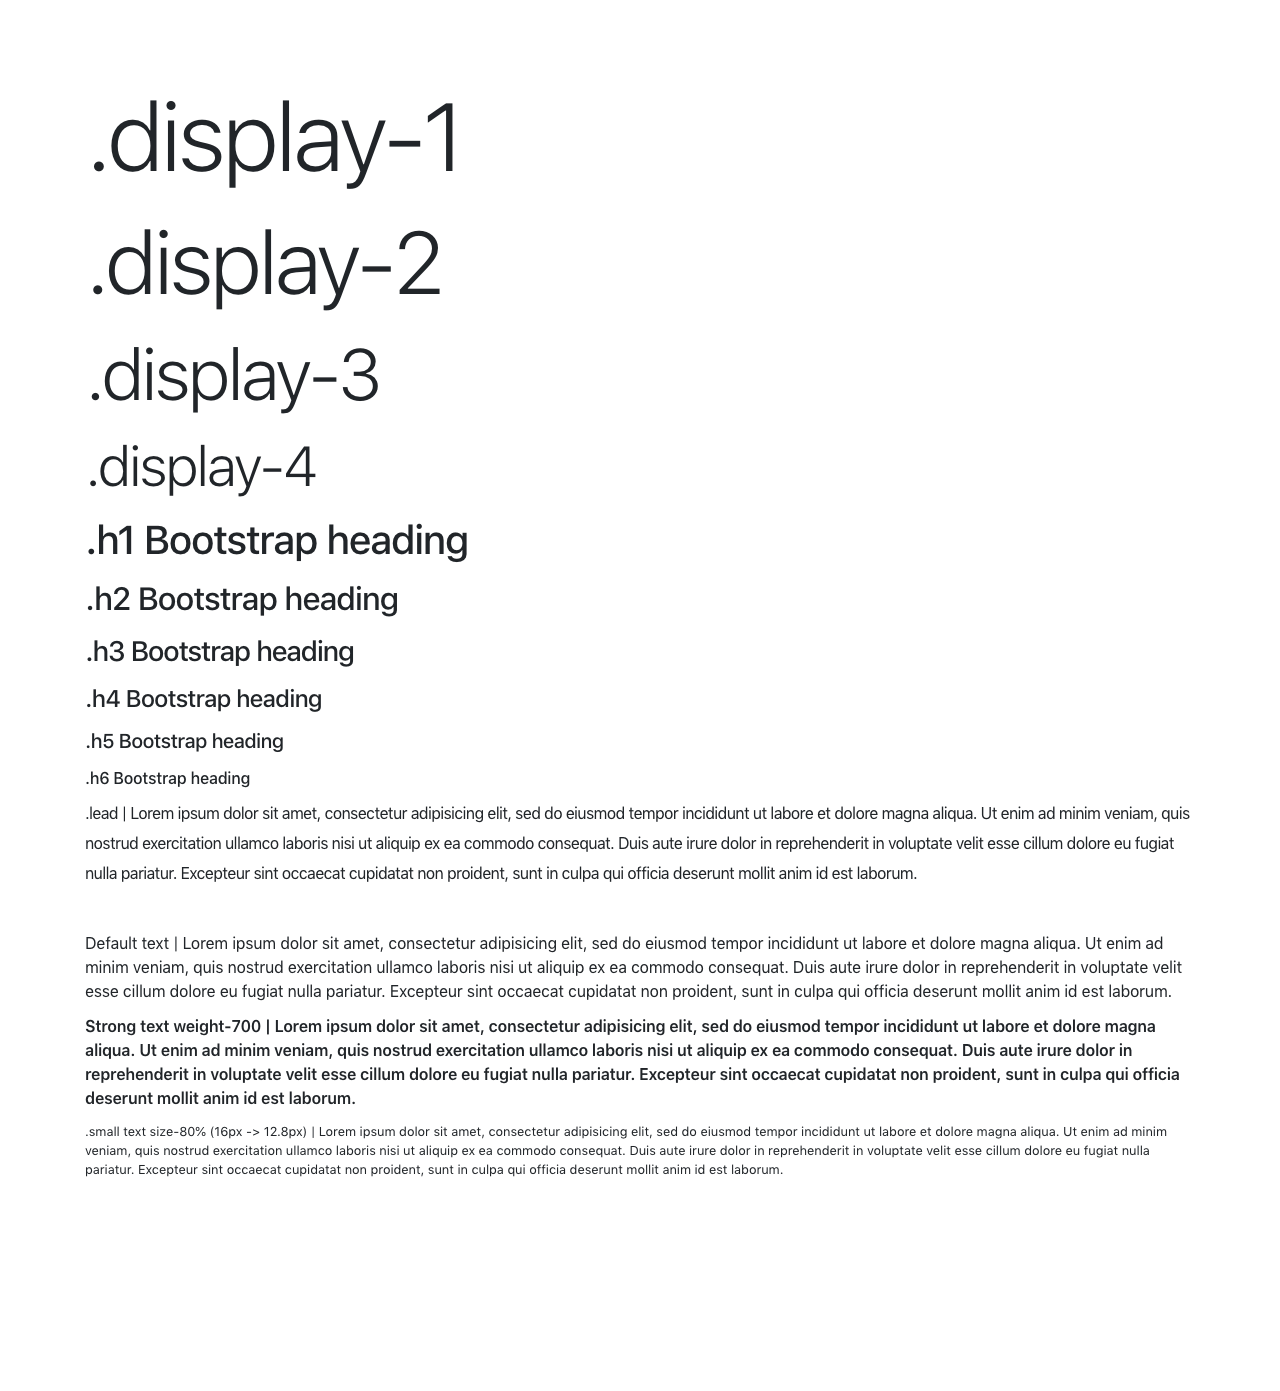 .display-1
.display-2
.display-3
.display-4
.h1 Bootstrap heading
.h2 Bootstrap heading
.h3 Bootstrap heading
.h4 Bootstrap heading
.h5 Bootstrap heading
.h6 Bootstrap heading
.lead | Lorem ipsum dolor sit amet, consectetur adipisicing elit, sed do eiusmod tempor incididunt ut labore et dolore magna aliqua. Ut enim ad minim veniam, quis
nostrud exercitation ullamco laboris nisi ut aliquip ex ea commodo consequat. Duis aute irure dolor in reprehenderit in voluptate velit esse cillum dolore eu fugiat
nulla pariatur. Excepteur sint occaecat cupidatat non proident, sunt in culpa qui officia deserunt mollit anim id est laborum.
Default text | Lorem ipsum dolor sit amet, consectetur adipisicing elit, sed do eiusmod tempor incididunt ut labore et dolore magna aliqua. Ut enim ad
minim veniam, quis nostrud exercitation ullamco laboris nisi ut aliquip ex ea commodo consequat. Duis aute irure dolor in reprehenderit in voluptate velit
esse cillum dolore eu fugiat nulla pariatur. Excepteur sint occaecat cupidatat non proident, sunt in culpa qui officia deserunt mollit anim id est laborum.
Strong text weight-700 | Lorem ipsum dolor sit amet, consectetur adipisicing elit, sed do eiusmod tempor incididunt ut labore et dolore magna
aliqua. Ut enim ad minim veniam, quis nostrud exercitation ullamco laboris nisi ut aliquip ex ea commodo consequat. Duis aute irure dolor in
reprehenderit in voluptate velit esse cillum dolore eu fugiat nulla pariatur. Excepteur sint occaecat cupidatat non proident, sunt in culpa qui officia
deserunt mollit anim id est laborum.
.small text size-80% (16px -> 12.8px) | Lorem ipsum dolor sit amet, consectetur adipisicing elit, sed do eiusmod tempor incididunt ut labore et dolore magna aliqua. Ut enim ad minim
veniam, quis nostrud exercitation ullamco laboris nisi ut aliquip ex ea commodo consequat. Duis aute irure dolor in reprehenderit in voluptate velit esse cillum dolore eu fugiat nulla
pariatur. Excepteur sint occaecat cupidatat non proident, sunt in culpa qui officia deserunt mollit anim id est laborum.